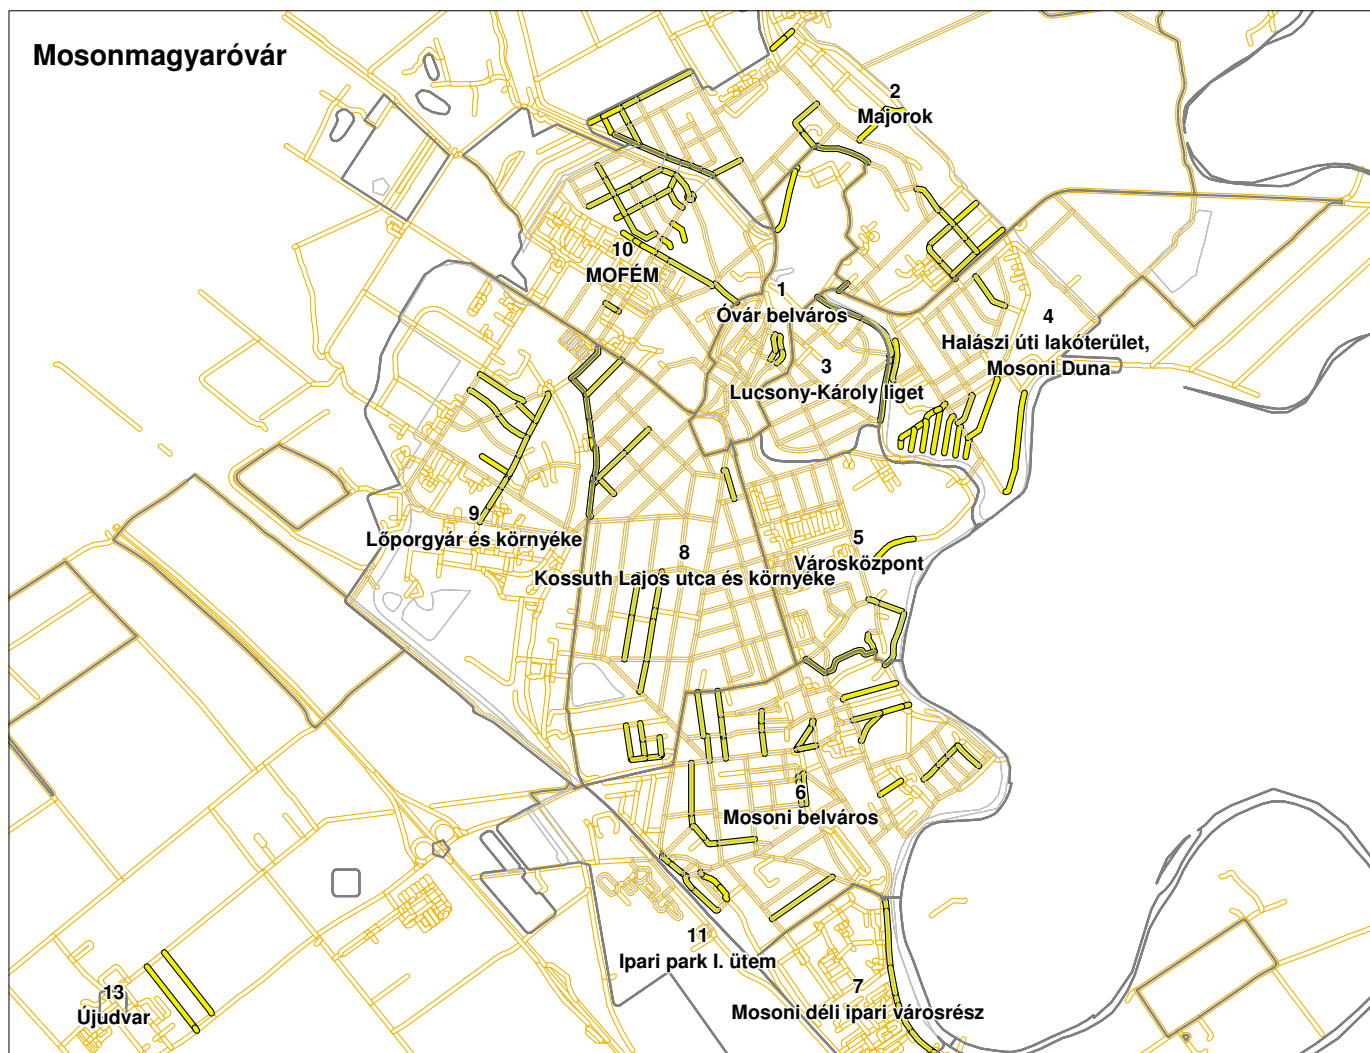 Mosonmagyaróvár
2
Majorok
10
MOFÉM
1
Óvár belváros
4
Halászi úti lakóterület,
Mosoni Duna
3
Lucsony-Károly liget
9
Lőporgyár és környéke
8
Kossuth Lajos utca és környéke
5
Városközpont
6
Mosoni belváros
11
Ipari park I. ütem
7
Mosoni déli ipari városrész
13
Újudvar